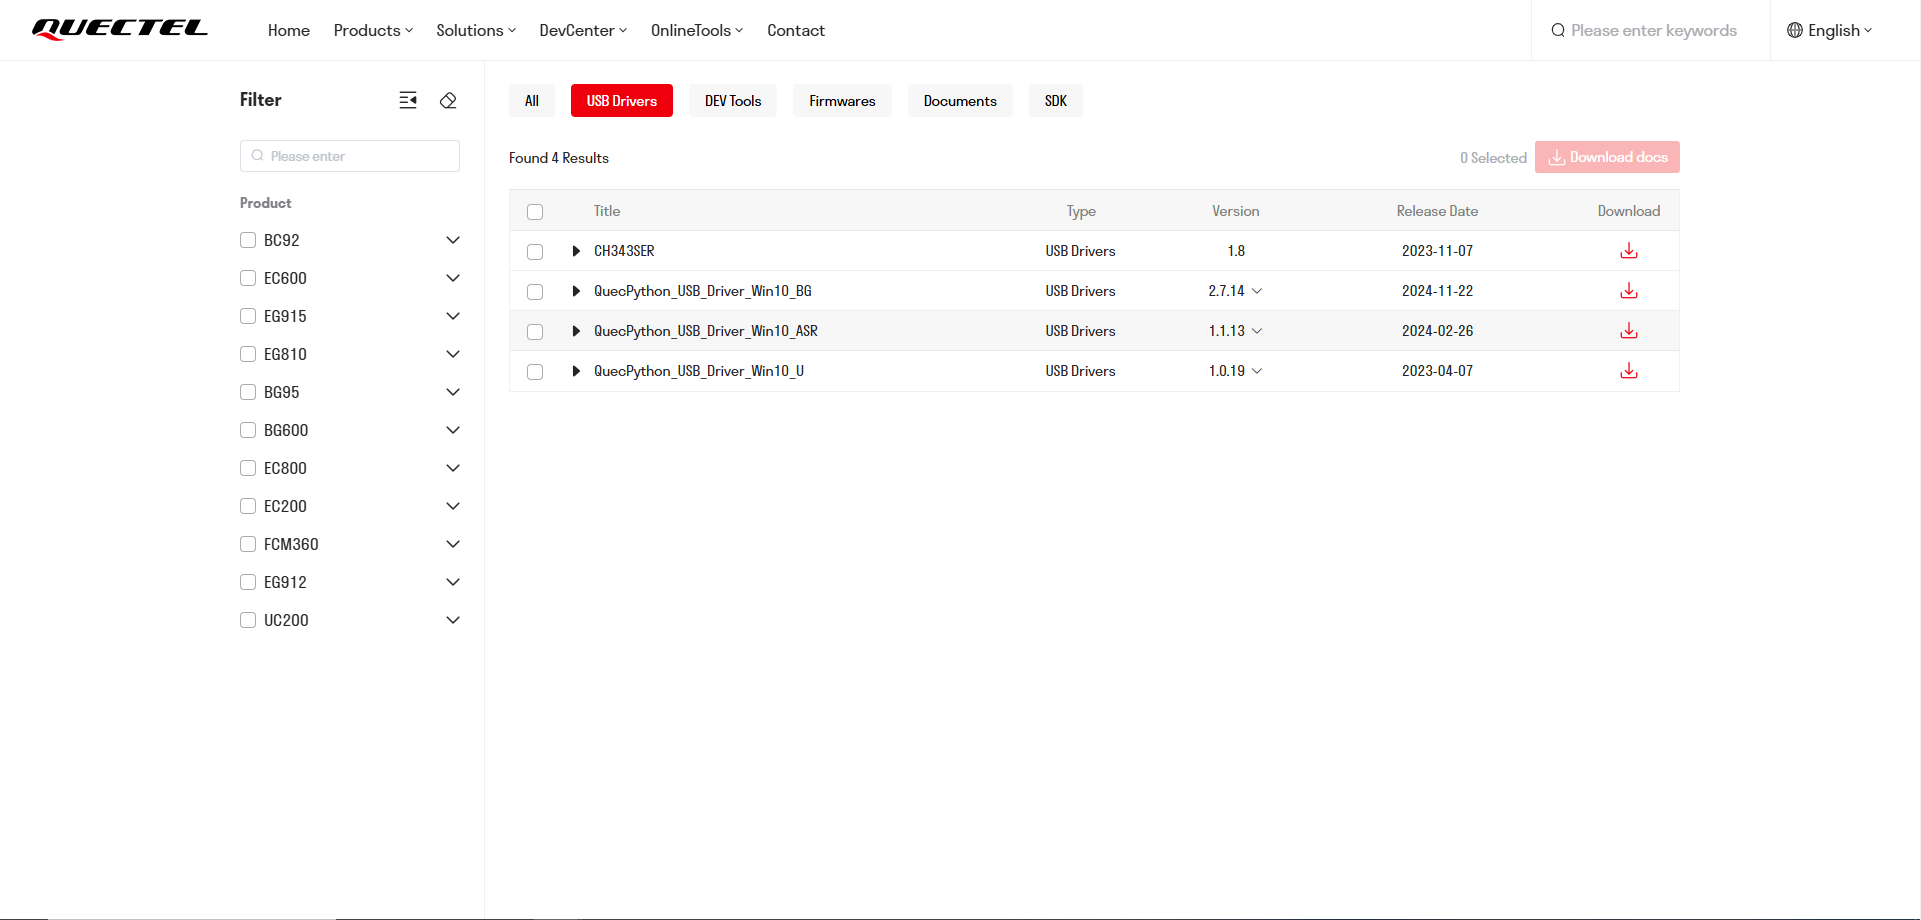 QUECTEL Home Products Solutions DevCenter OnlineTools Contact Please enter keywords English
Filter
Please enter
Product
BC92
EC600
EG915
EG810
BG95
BG600
EC800
EC200
FCM360
EG912
UC200
All USB Drivers DEV Tools Firmwares Documents SDK
Found 4 Results 0 Selected Download docs
Title Type Version Release Date Download
CH343SER USB Drivers 1.8 2023-11-07
QuecPython_USB_Driver_Win10_BG USB Drivers 2.7.14 2024-11-22
QuecPython_USB_Driver_Win10_ASR USB Drivers 1.1.13 2024-02-26
QuecPython_USB_Driver_Win10_U USB Drivers 1.0.19 2023-04-07